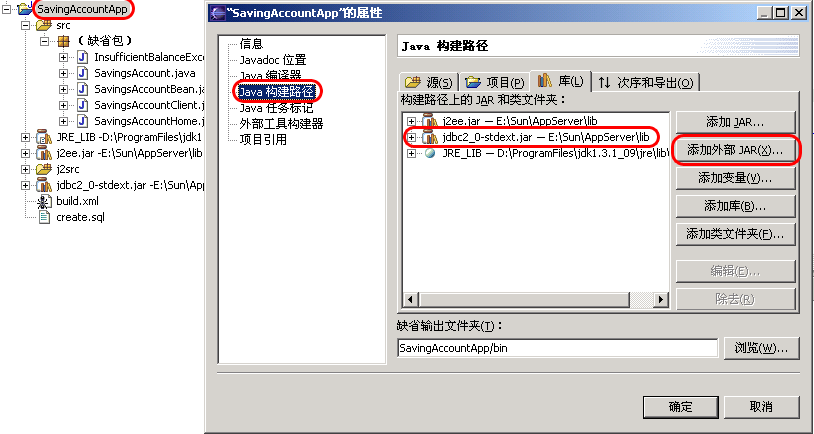 SavingAccountApp
src
（缺省包）
InsufficientBalanceExce
SavingsAccount.java
SavingsAccountBean.java
SavingsAccountClient.j
SavingsAccountHome.j
JRE_LIB -D:\ProgramFiles\jdk1
j2ee.jar -E:\Sun\AppServer\lib
j2src
jdbc2_0-stdext.jar -E:\Sun\AppServer\lib
build.xml
create.sql
“SavingAccountApp”的属性
信息
Javadoc 位置
Java 编译器
Java 构建路径
Java 任务标记
外部工具构建器
项目引用
Java 构建路径
源(S) 项目(P) 库(L) 次序和导出(O)
构建路径上的 JAR 和类文件夹：
j2ee.jar — E:\Sun\AppServer\lib
jdbc2_0-stdext.jar — E:\Sun\AppServer\lib
JRE_LIB — D:\ProgramFiles\jdk1.3.1_09\jre\lib\
添加 JAR...
添加外部 JAR(X)...
添加变量(V)...
添加库(B)...
添加类文件夹(F)...
编辑(E)...
除去(R)
缺省输出文件夹(T)：
SavingAccountApp/bin
浏览(W)...
确定 取消